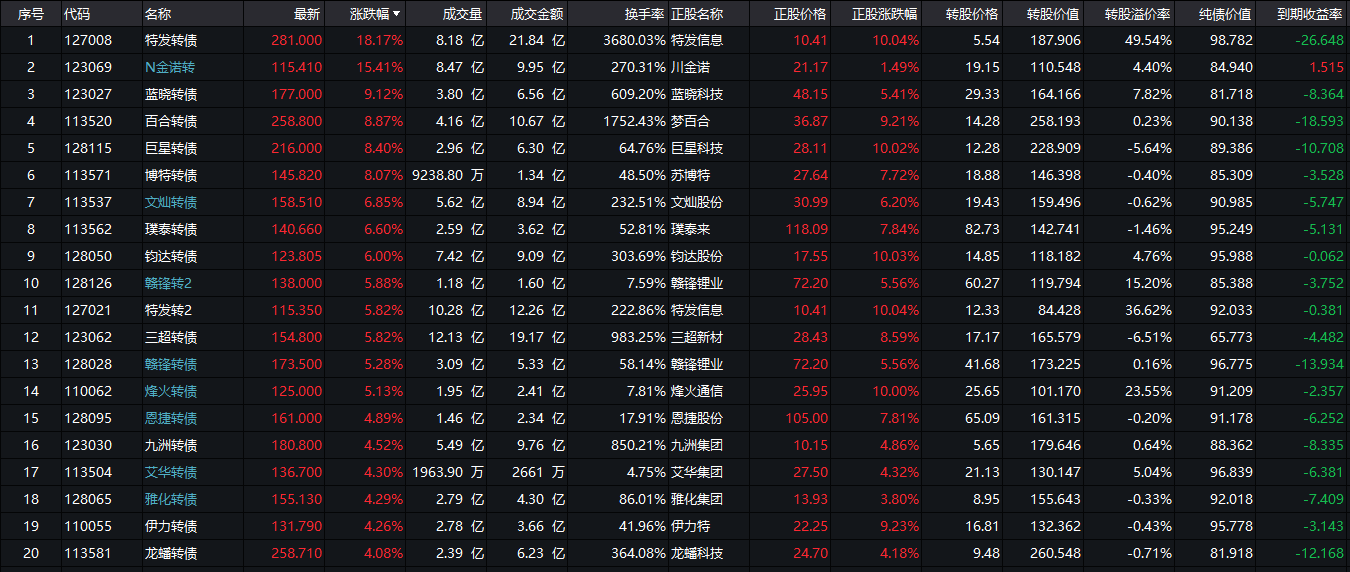 序号 代码 名称 最新 涨跌幅 成交量 成交金额 换手率 正股名称 正股价格 正股涨跌幅 转股价格 转股价值 转股溢价率 纯债价值 到期收益率
1 127008 特发转债 281.000 18.17% 8.18 亿 21.84 亿 3680.03% 特发信息 10.41 10.04% 5.54 187.906 49.54% 98.782 -26.648
2 123069 N金诺转 115.410 15.41% 8.47 亿 9.95 亿 270.31% 川金诺 21.17 1.49% 19.15 110.548 4.40% 84.940 1.515
3 123027 蓝晓转债 177.000 9.12% 3.80 亿 6.56 亿 609.20% 蓝晓科技 48.15 5.41% 29.33 164.166 7.82% 81.718 -8.364
4 113520 百合转债 258.800 8.87% 4.16 亿 10.67 亿 1752.43% 梦百合 36.87 9.21% 14.28 258.193 0.23% 90.138 -18.593
5 128115 巨星转债 216.000 8.40% 2.96 亿 6.30 亿 64.76% 巨星科技 28.11 10.02% 12.28 228.909 -5.64% 89.386 -10.708
6 113571 博特转债 145.820 8.07% 9238.80 万 1.34 亿 48.50% 苏博特 27.64 7.72% 18.88 146.398 -0.40% 85.309 -3.528
7 113537 文灿转债 158.510 6.85% 5.62 亿 8.94 亿 232.51% 文灿股份 30.99 6.20% 19.43 159.496 -0.62% 90.985 -5.747
8 113562 璞泰转债 140.660 6.60% 2.59 亿 3.62 亿 52.81% 璞泰来 118.09 7.84% 82.73 142.741 -1.46% 95.249 -5.131
9 128050 钧达转债 123.805 6.00% 7.42 亿 9.09 亿 303.69% 钧达股份 17.55 10.03% 14.85 118.182 4.76% 95.988 -0.062
10 128126 赣锋转2 138.000 5.88% 1.18 亿 1.60 亿 7.59% 赣锋锂业 72.20 5.56% 60.27 119.794 15.20% 85.388 -3.752
11 127021 特发转2 115.350 5.82% 10.28 亿 12.26 亿 222.86% 特发信息 10.41 10.04% 12.33 84.428 36.62% 92.033 -0.381
12 123062 三超转债 154.800 5.82% 12.13 亿 19.17 亿 983.25% 三超新材 28.43 8.59% 17.17 165.579 -6.51% 65.773 -4.482
13 128028 赣锋转债 173.500 5.28% 3.09 亿 5.33 亿 58.14% 赣锋锂业 72.20 5.56% 41.68 173.225 0.16% 96.775 -13.934
14 110062 烽火转债 125.000 5.13% 1.95 亿 2.41 亿 7.81% 烽火通信 25.95 10.00% 25.65 101.170 23.55% 91.209 -2.357
15 128095 恩捷转债 161.000 4.89% 1.46 亿 2.34 亿 17.91% 恩捷股份 105.00 7.81% 65.09 161.315 -0.20% 91.178 -6.252
16 123030 九洲转债 180.800 4.52% 5.49 亿 9.76 亿 850.21% 九洲集团 10.15 4.86% 5.65 179.646 0.64% 88.362 -8.335
17 113504 艾华转债 136.700 4.30% 1963.90 万 2661 万 4.75% 艾华集团 27.50 4.32% 21.13 130.147 5.04% 96.839 -6.381
18 128065 雅化转债 155.130 4.29% 2.79 亿 4.30 亿 86.01% 雅化集团 13.93 3.80% 8.95 155.643 -0.33% 92.018 -7.409
19 110055 伊力转债 131.790 4.26% 2.78 亿 3.66 亿 41.96% 伊力特 22.25 9.23% 16.81 132.362 -0.43% 95.778 -3.143
20 113581 龙蟠转债 258.710 4.08% 2.39 亿 6.23 亿 364.08% 龙蟠科技 24.70 4.18% 9.48 260.548 -0.71% 81.918 -12.168